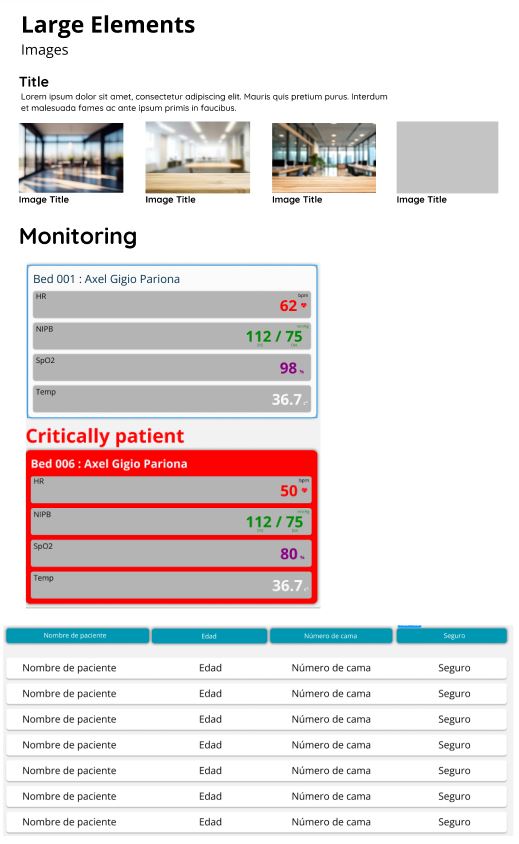 Large Elements
Images
Title
Lorem ipsum dolor sit amet, consectetur adipiscing elit. Mauris quis pretium purus. Interdum
et malesuada fames ac ante ipsum primis in faucibus.
Image Title Image Title Image Title Image Title
Monitoring
Bed 001 : Axel Gigio Pariona
HR bpm
62
NIPB mmHg
112 / 75
SpO2
98 %
Temp
36.7
Critically patient
Bed 006 : Axel Gigio Pariona
HR bpm
50
NIPB mmHg
112 / 75
SpO2
80 %
Temp
36.7
Nombre de paciente Edad Número de cama Seguro
Nombre de paciente Edad Número de cama Seguro
Nombre de paciente Edad Número de cama Seguro
Nombre de paciente Edad Número de cama Seguro
Nombre de paciente Edad Número de cama Seguro
Nombre de paciente Edad Número de cama Seguro
Nombre de paciente Edad Número de cama Seguro
Nombre de paciente Edad Número de cama Seguro